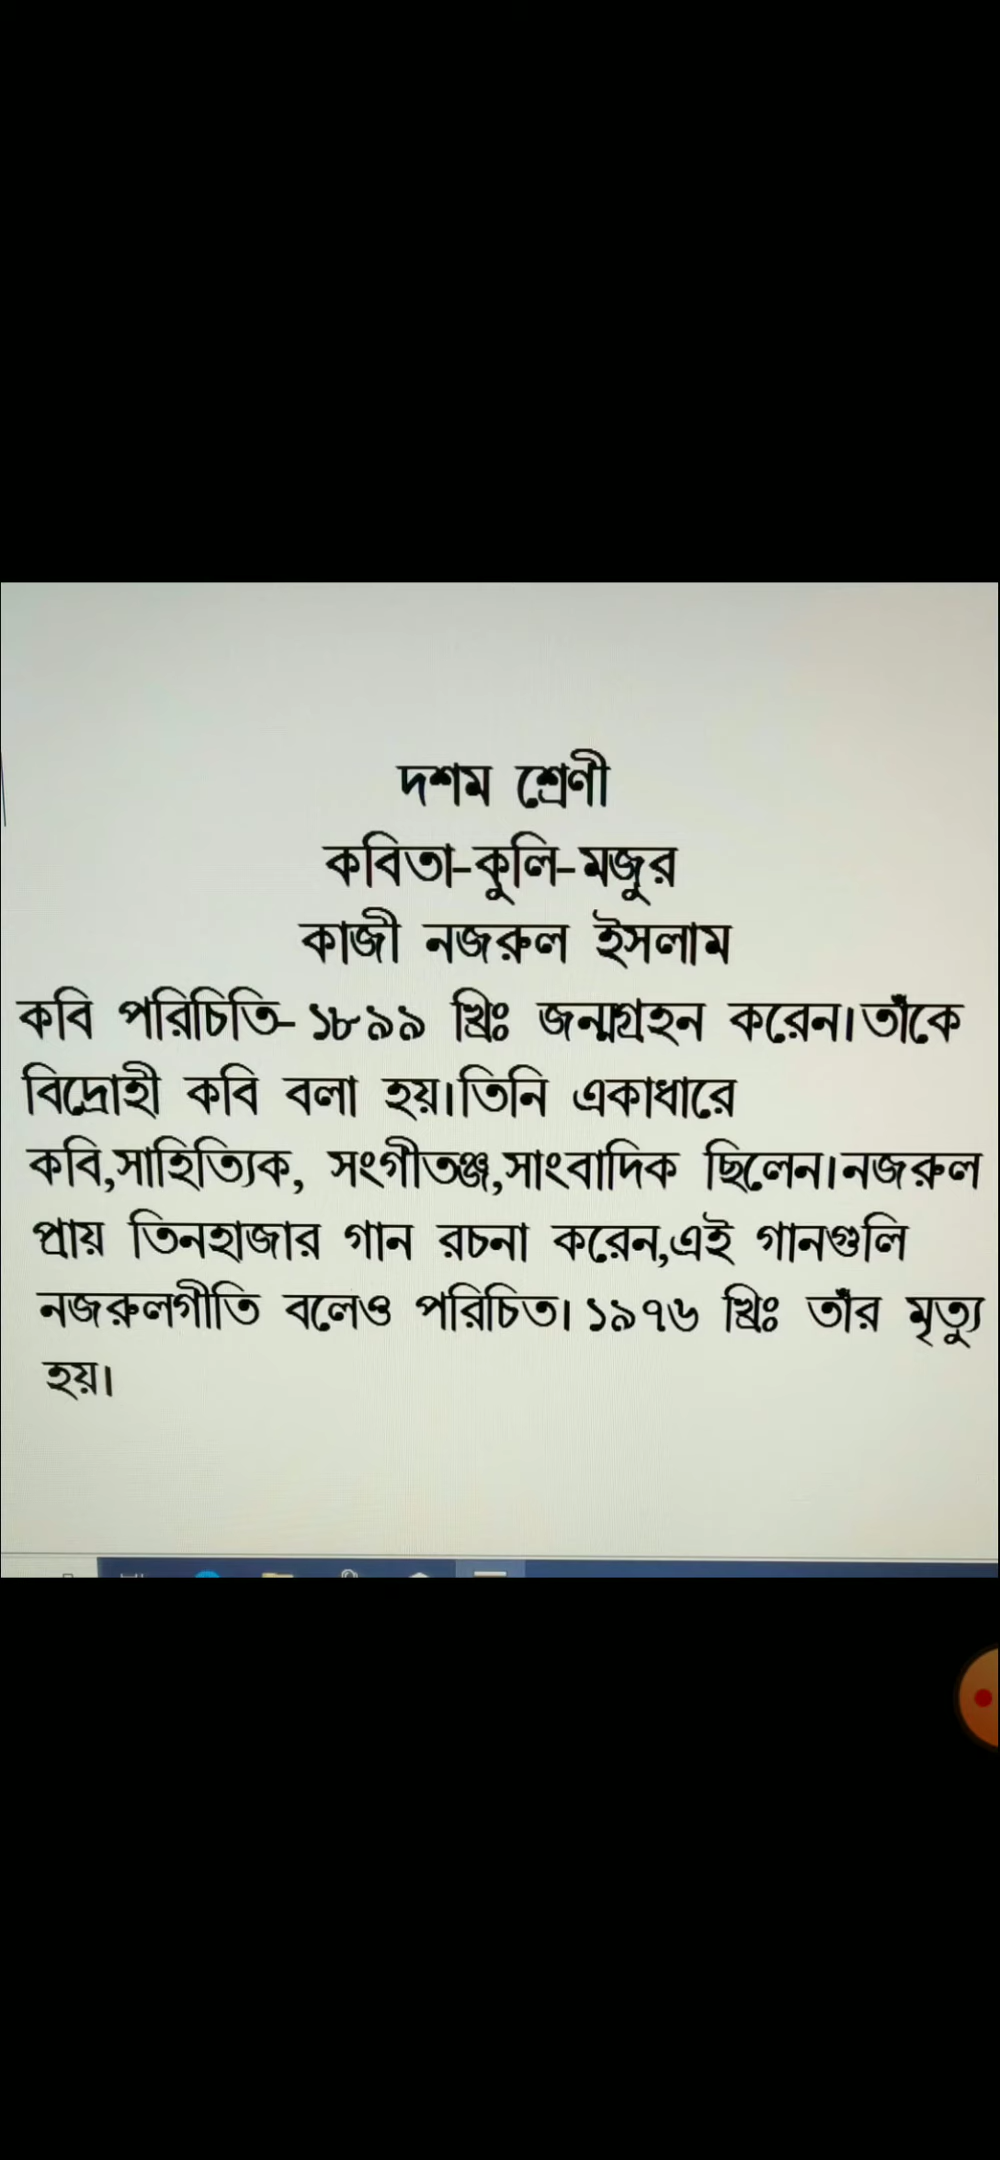 দশম শ্রেণী
কবিতা-কুলি-মজুর
কাজী নজরুল ইসলাম
কবি পরিচিতি- ১৮৯৯ খ্রিঃ জন্মগ্রহন করেন।তাঁকে
বিদ্রোহী কবি বলা হয়।তিনি একাধারে
কবি,সাহিত্যিক, সংগীতজ্ঞ,সাংবাদিক ছিলেন।নজরুল
প্রায় তিনহাজার গান রচনা করেন,এই গানগুলি
নজরুলগীতি বলেও পরিচিত। ১৯৭৬ খ্রিঃ তাঁর মৃত্যু
হয়।